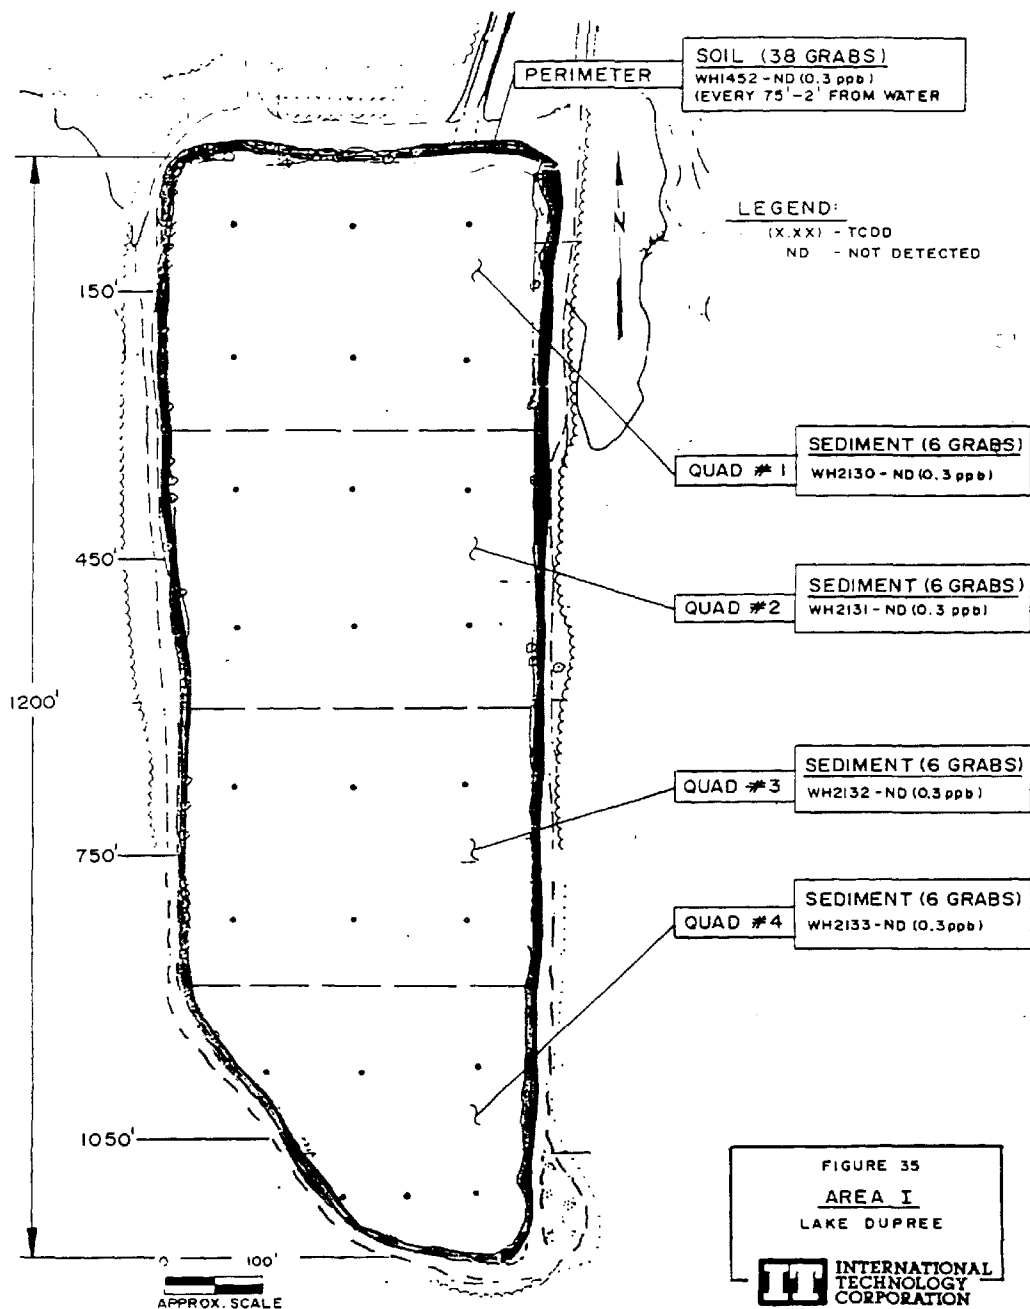 PERIMETER
SOIL (38 GRABS)
WH1452-ND (0.3 ppb)
(EVERY 75'-2' FROM WATER
N
LEGEND:
(X.XX) - TCDD
ND - NOT DETECTED
150'
QUAD #1
SEDIMENT (6 GRABS)
WH2130-ND (0.3 ppb)
450'
QUAD #2
SEDIMENT (6 GRABS)
WH2131-ND (0.3 ppb)
1200'
QUAD #3
SEDIMENT (6 GRABS)
WH2132-ND (0.3 ppb)
750'
QUAD #4
SEDIMENT (6 GRABS)
WH2133-ND (0.3 ppb)
1050'
0 100'
APPROX. SCALE
FIGURE 35
AREA I
LAKE DUPREE
IT INTERNATIONAL
TECHNOLOGY
CORPORATION